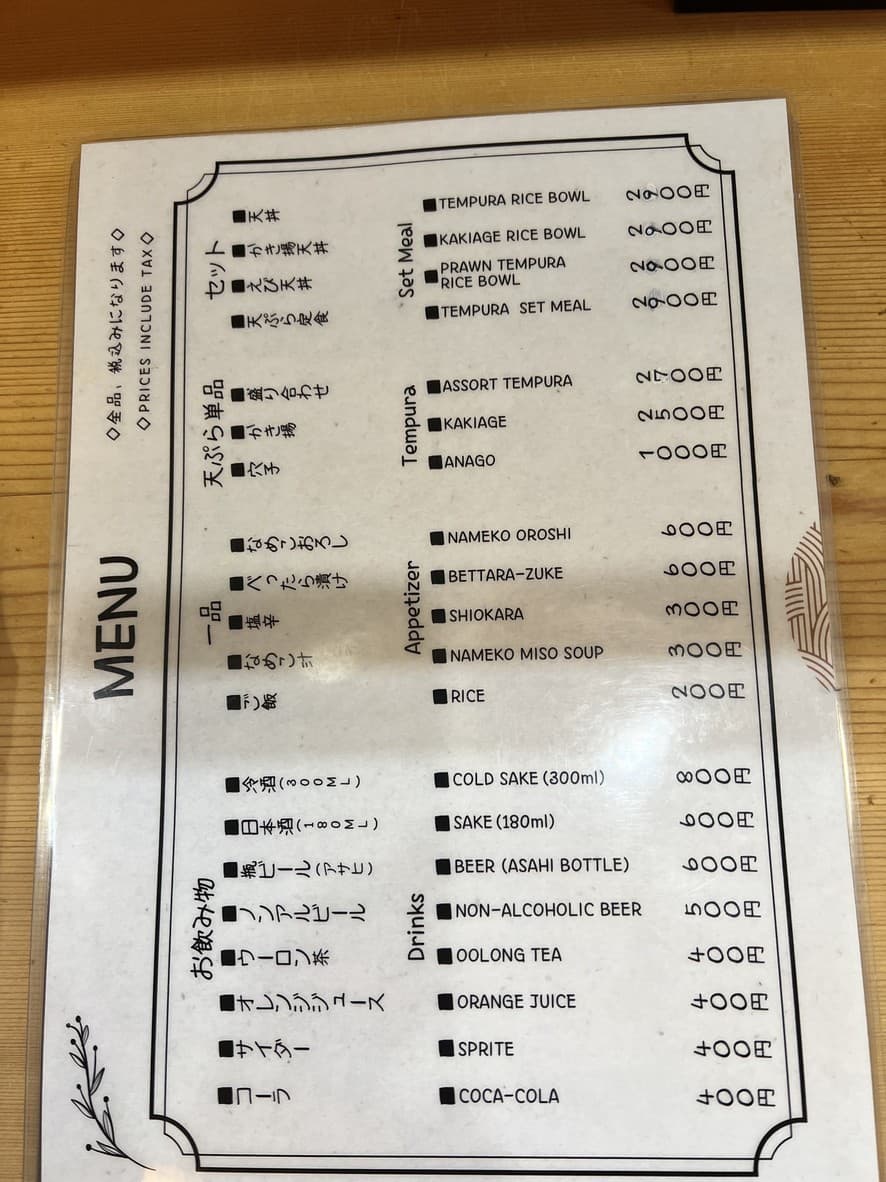 MENU
◇全品、税込みになります◇
◇PRICES INCLUDE TAX◇
セット
Set Meal
■天丼 ■TEMPURA RICE BOWL 2900円
■かき揚天丼 ■KAKIAGE RICE BOWL 2900円
■えび天丼 ■PRAWN TEMPURA
RICE BOWL 2900円
■天ぷら定食 ■TEMPURA SET MEAL 2900円
天ぷら単品
Tempura
■盛り合わせ ■ASSORT TEMPURA 2700円
■かき揚 ■KAKIAGE 2500円
■穴子 ■ANAGO 1000円
一品
Appetizer
■なめこおろし ■NAMEKO OROSHI 600円
■べったら漬け ■BETTARA-ZUKE 600円
■塩辛 ■SHIOKARA 300円
■なめこ汁 ■NAMEKO MISO SOUP 300円
■ご飯 ■RICE 200円
お飲み物
Drinks
■冷酒(300ML) ■COLD SAKE (300ml) 800円
■日本酒(180ML) ■SAKE (180ml) 600円
■瓶ビール(アサヒ) ■BEER (ASAHI BOTTLE) 600円
■ノンアルビール ■NON-ALCOHOLIC BEER 500円
■ウーロン茶 ■OOLONG TEA 400円
■オレンジジュース ■ORANGE JUICE 400円
■サイダー ■SPRITE 400円
■コーラ ■COCA-COLA 400円